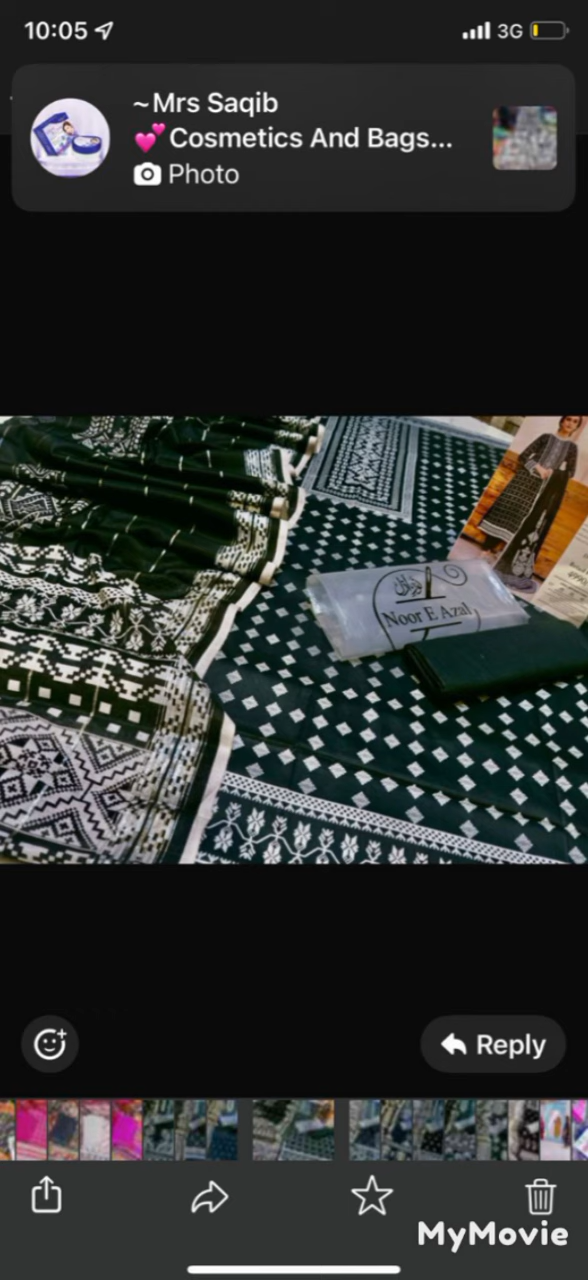 10:05
3G
~Mrs Saqib
💕Cosmetics And Bags...
Photo
Noor E Azal
Reply
MyMovie